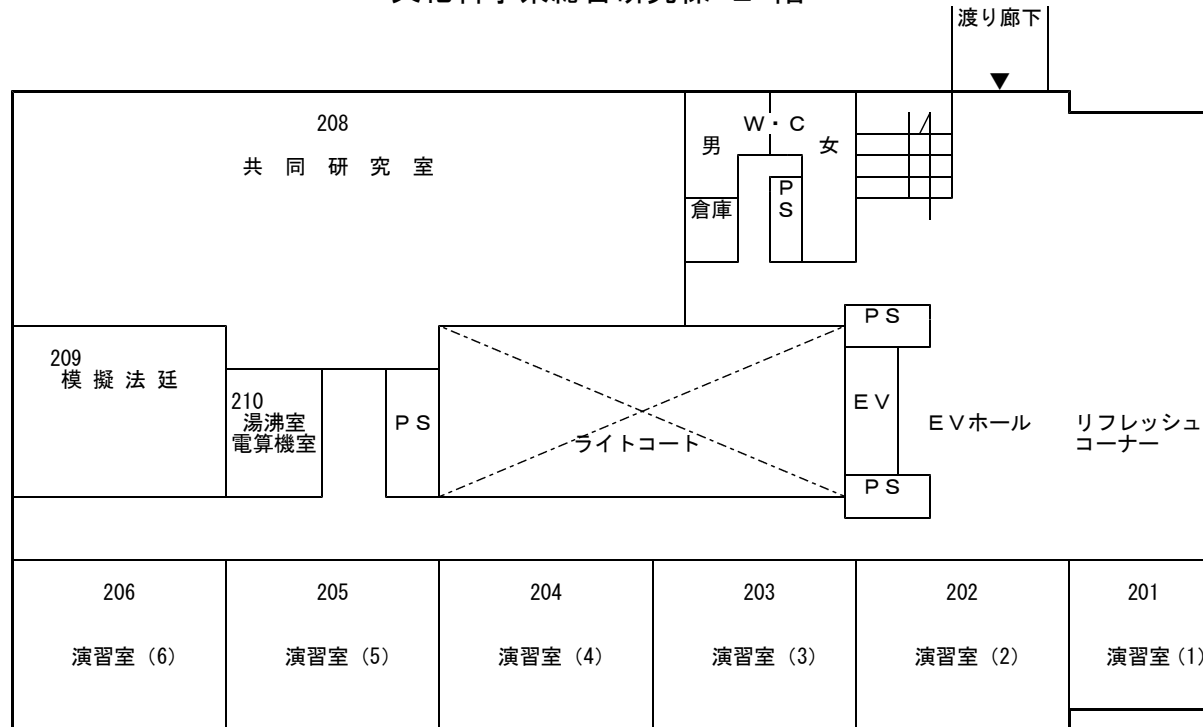 渡り廊下
208
共同研究室
W・C
男
女
倉庫
PS
PS
209
模擬法廷
210
湯沸室
電算機室
PS
ライトコート
EV
EVホール
リフレッシュ
コーナー
PS
206
205
204
203
202
201
演習室（6）
演習室（5）
演習室（4）
演習室（3）
演習室（2）
演習室（1）